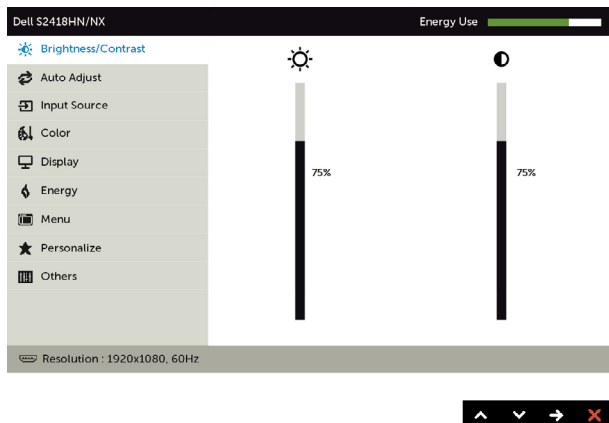 Dell S2418HN/NX
Energy Use
Brightness/Contrast
Auto Adjust
Input Source
Color
Display
Energy
Menu
Personalize
Others
75%
75%
Resolution : 1920x1080, 60Hz